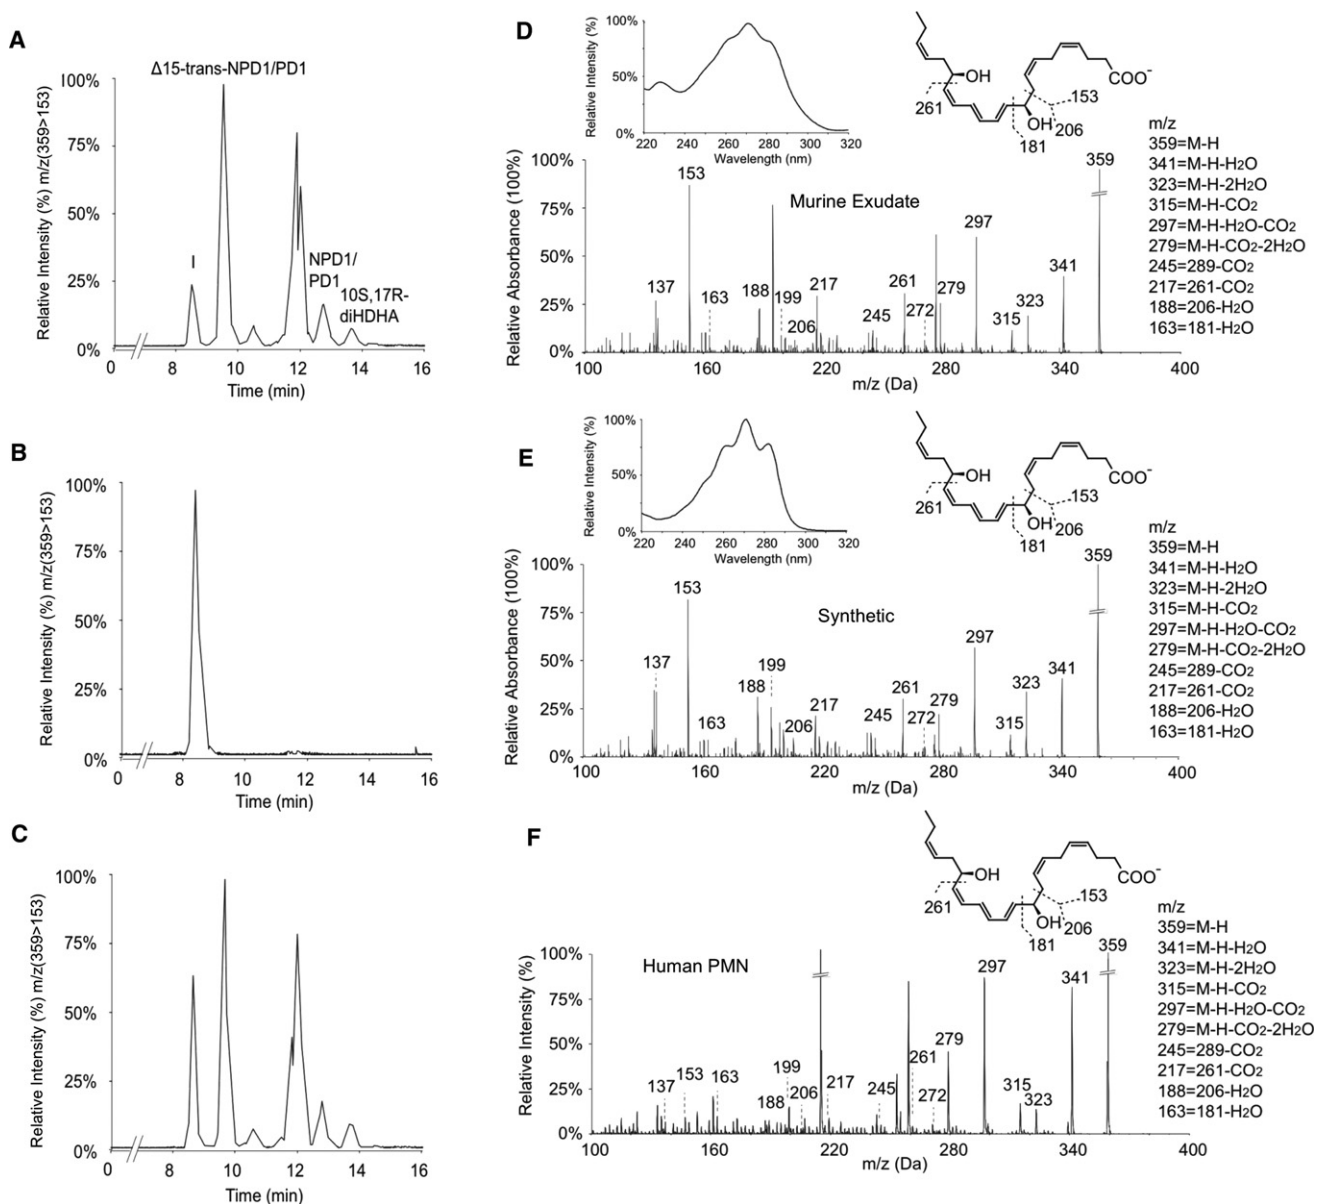 A
Δ15-trans-NPD1/PD1
Relative Intensity (%) m/z(359>153)
100%
75%
50%
25%
0%
I
NPD1/
PD1
10S,17R-
diHDHA
0 8 10 12 14 16
Time (min)
B
Relative Intensity (%) m/z(359>153)
100%
75%
50%
25%
0%
0 8 10 12 14 16
Time (min)
C
Relative Intensity (%) m/z(359>153)
100%
75%
50%
25%
0%
0 8 10 12 14 16
Time (min)
D
Relative Intensity (%)
100%
50%
0%
220 240 260 280 300 320
Wavelength (nm)
OH
COO⁻
261
153
OH
206
181
Relative Absorbance (100%)
100%
75%
50%
25%
0%
Murine Exudate
137
153
163
188
199
206
217
245
261
272
279
297
315
323
341
359
100 160 220 280 340 400
m/z (Da)
m/z
359=M-H
341=M-H-H2O
323=M-H-2H2O
315=M-H-CO2
297=M-H-H2O-CO2
279=M-H-CO2-2H2O
245=289-CO2
217=261-CO2
188=206-H2O
163=181-H2O
E
Relative Intensity (%)
100%
50%
0%
220 240 260 280 300 320
Wavelength (nm)
OH
COO⁻
261
153
OH
206
181
Relative Absorbance (100%)
100%
75%
50%
25%
0%
Synthetic
137
153
163
188
199
206
217
245
261
272
279
297
315
323
341
359
100 160 220 280 340 400
m/z (Da)
m/z
359=M-H
341=M-H-H2O
323=M-H-2H2O
315=M-H-CO2
297=M-H-H2O-CO2
279=M-H-CO2-2H2O
245=289-CO2
217=261-CO2
188=206-H2O
163=181-H2O
F
OH
COO⁻
261
153
OH
206
181
Relative Intensity (%)
100%
75%
50%
25%
0%
Human PMN
137
153
163
188
199
206
217
245
261
272
279
297
315
323
341
359
100 160 220 280 340 400
m/z (Da)
m/z
359=M-H
341=M-H-H2O
323=M-H-2H2O
315=M-H-CO2
297=M-H-H2O-CO2
279=M-H-CO2-2H2O
245=289-CO2
217=261-CO2
188=206-H2O
163=181-H2O